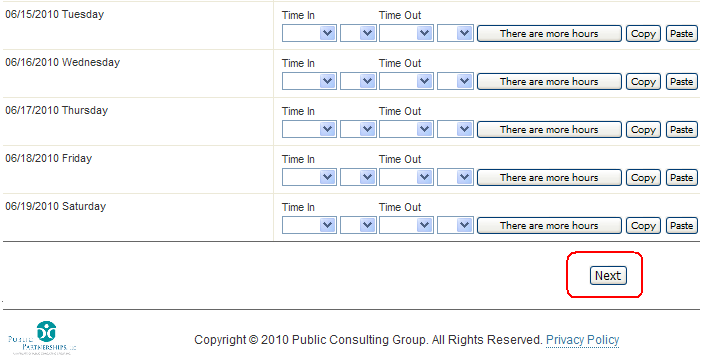 06/15/2010 Tuesday Time In Time Out
There are more hours Copy Paste
06/16/2010 Wednesday Time In Time Out
There are more hours Copy Paste
06/17/2010 Thursday Time In Time Out
There are more hours Copy Paste
06/18/2010 Friday Time In Time Out
There are more hours Copy Paste
06/19/2010 Saturday Time In Time Out
There are more hours Copy Paste
Next
PUBLIC
PARTNERSHIPS, LLC
Copyright © 2010 Public Consulting Group. All Rights Reserved. Privacy Policy